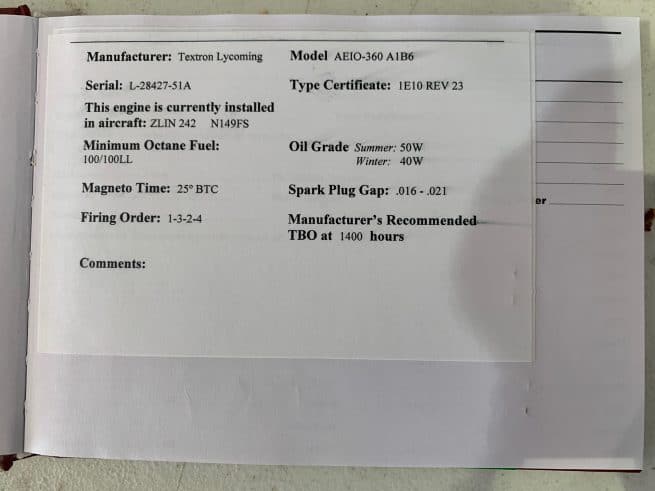 Manufacturer: Textron Lycoming
Model AEIO-360 A1B6
Serial: L-28427-51A
Type Certificate: 1E10 REV 23
This engine is currently installed
in aircraft: ZLIN 242 N149FS
Minimum Octane Fuel:
100/100LL
Oil Grade Summer: 50W
Winter: 40W
Magneto Time: 25º BTC
Spark Plug Gap: .016 - .021
Firing Order: 1-3-2-4
Manufacturer's Recommended
TBO at 1400 hours
Comments:
er